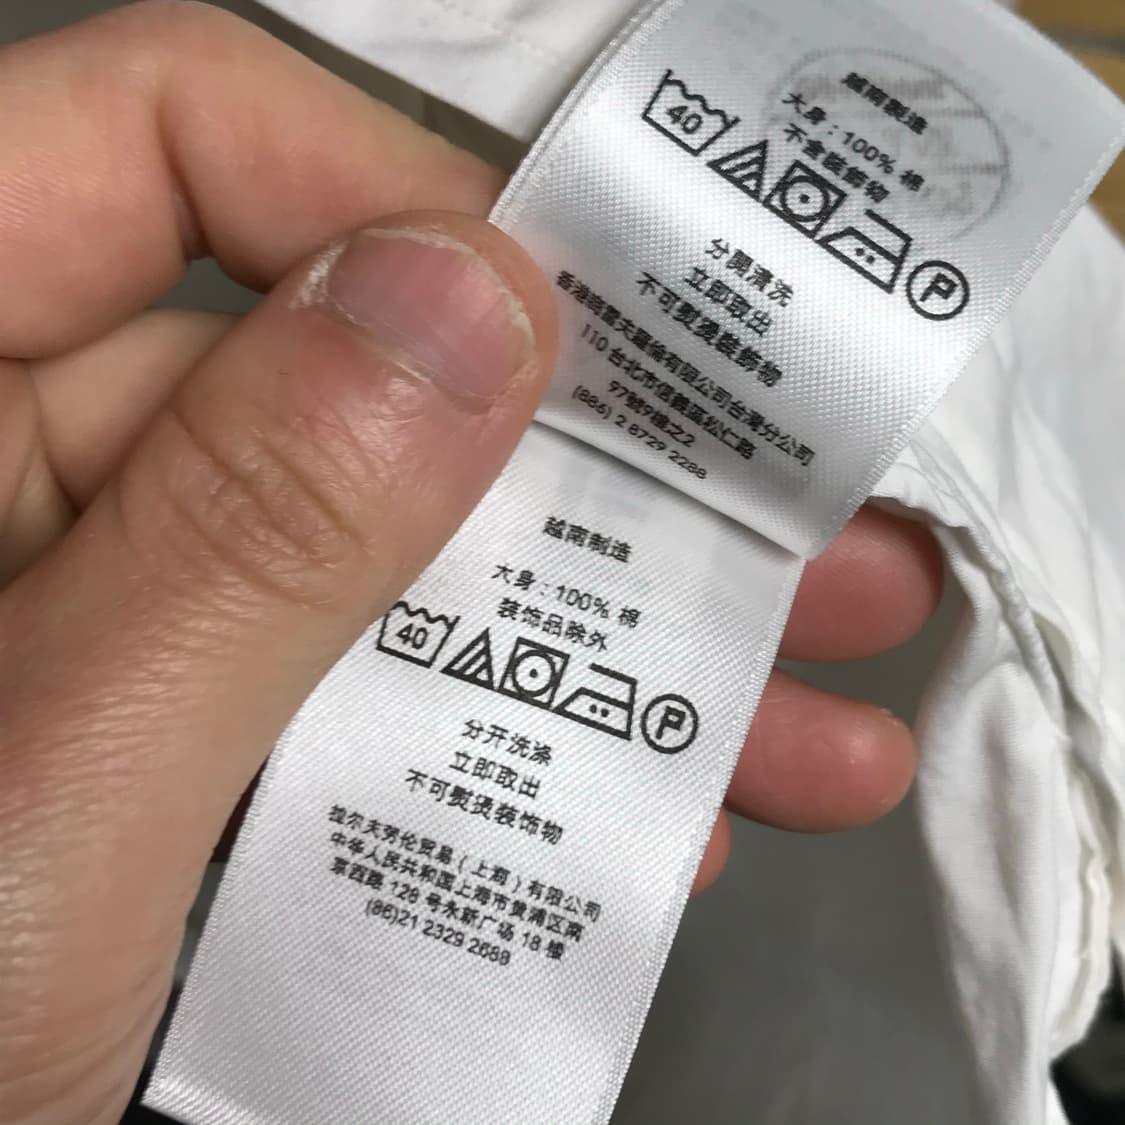 越南製造
大身：100% 棉
不含裝飾物
40
P
分開清洗
立即取出
不可熨燙裝飾物
香港商雷夫羅倫有限公司台灣分公司
110 台北市信義區松仁路
97號9樓之2
(886) 2 8729 2288
越南制造
大身：100% 棉
装饰品除外
40
P
分开洗涤
立即取出
不可熨烫装饰物
拉尔夫劳伦贸易（上海）有限公司
中华人民共和国上海市黄浦区南
京西路 128 号永新广场 18 楼
(86)21 2329 2688